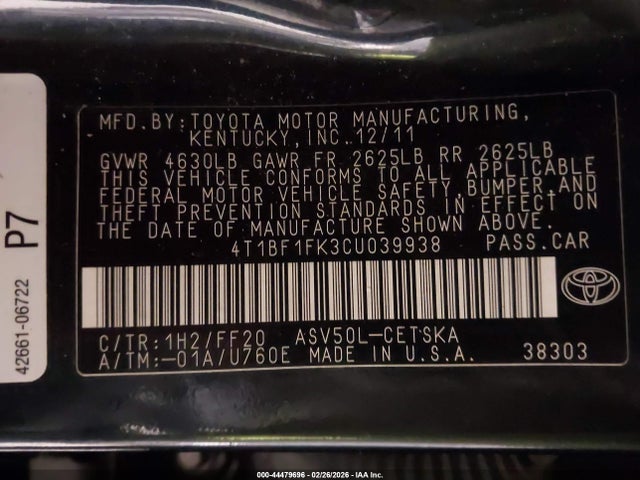 MFD.BY:TOYOTA MOTOR MANUFACTURING,
KENTUCKY,INC.12/11
GVWR 4630LB GAWR FR 2625LB RR 2625LB
THIS VEHICLE CONFORMS TO ALL APPLICABLE
FEDERAL MOTOR VEHICLE SAFETY,BUMPER,AND
THEFT PREVENTION STANDARDS IN EFFECT ON
THE DATE OF MANUFACTURE SHOWN ABOVE.
4T1BF1FK3CU039938 PASS.CAR
C/TR:1H2/FF20 ASV50L-CETSKA
A/TM:-01A/U760E MADE IN U.S.A. 38303
P7
42661-06722
000-44479696 - 02/26/2026 - IAA Inc.